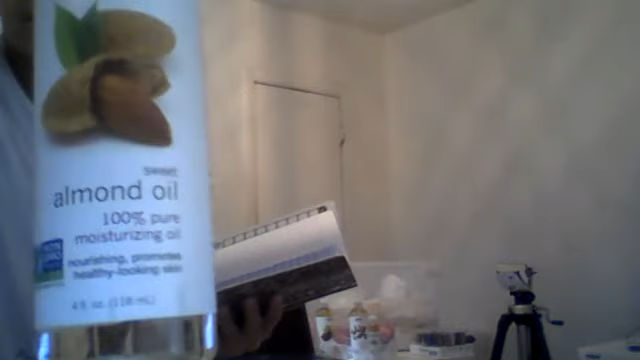 sweet
almond oil
100% pure
moisturizing oil
nourishing, promotes
healthy-looking skin
4 fl oz. (118 mL)